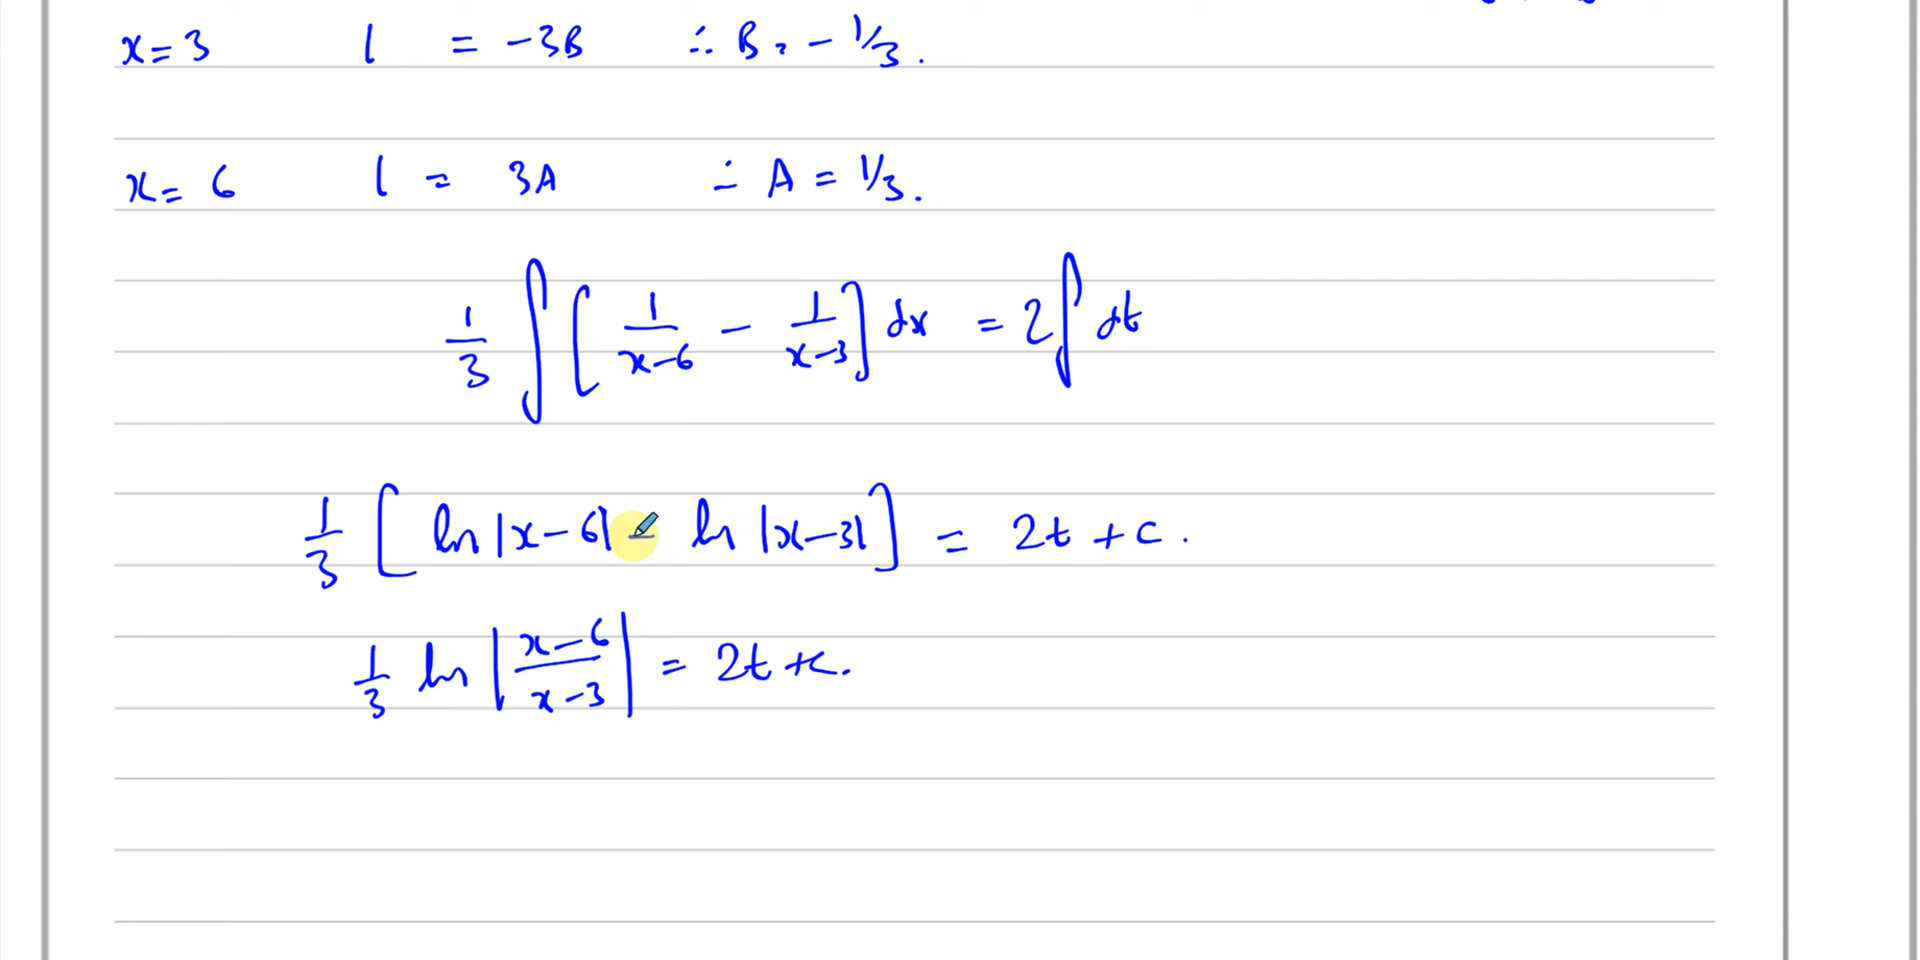 x = 3 1 = -3B ∴ B = - 1/3.
x = 6 1 = 3A ∴ A = 1/3.
1/3 ∫ [ 1/(x-6) - 1/(x-3) ] dx = 2 ∫ dt
1/3 [ ln |x-6| - ln |x-3| ] = 2t + c.
1/3 ln | (x-6)/(x-3) | = 2t + c.